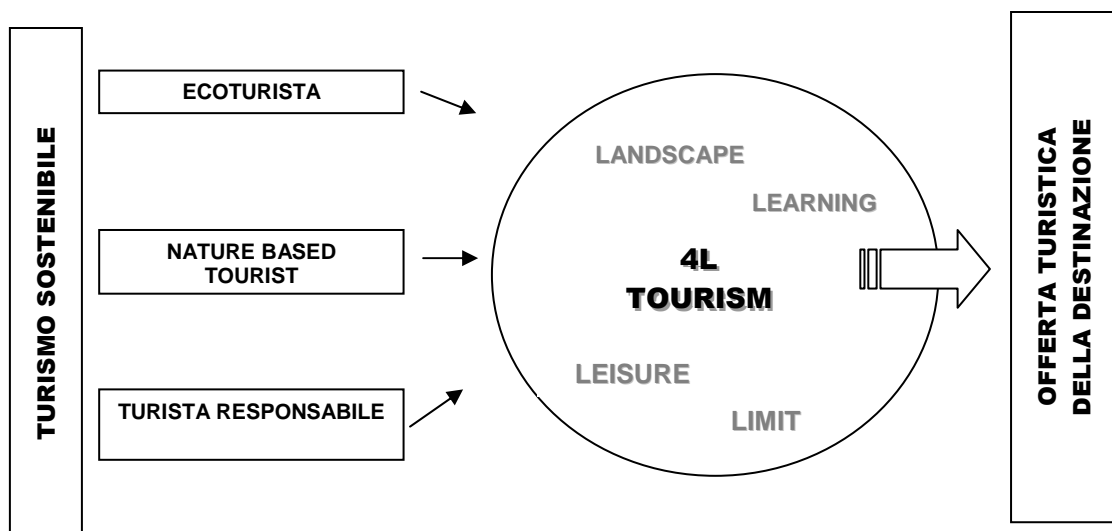 TURISMO SOSTENIBILE
ECOTURISTA
NATURE BASED
TOURIST
TURISTA RESPONSABILE
LANDSCAPE
LEARNING
4L
TOURISM
LEISURE
LIMIT
OFFERTA TURISTICA
DELLA DESTINAZIONE